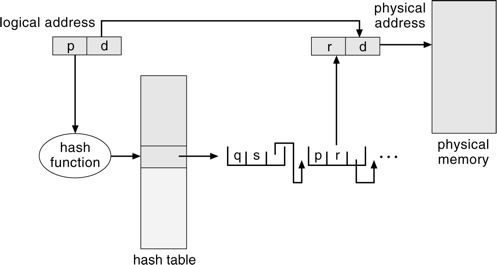 logical address
p d
physical
address
r d
hash
function
q s
p r
...
physical
memory
hash table